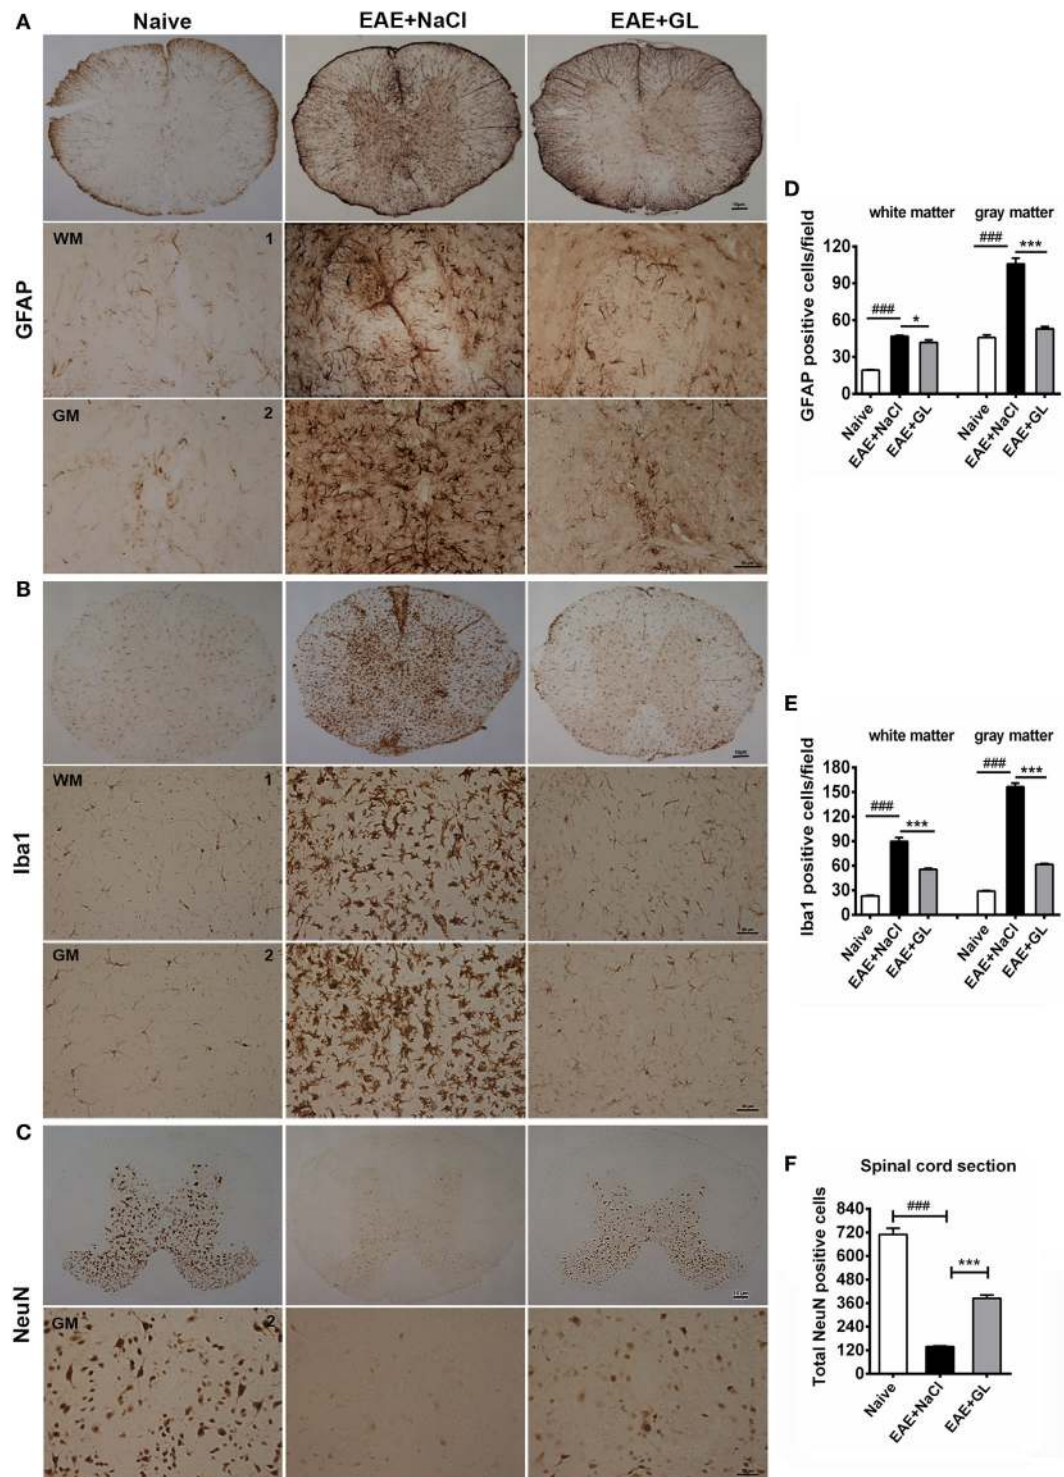 A
Naive
EAE+NaCl
EAE+GL
GFAP
WM
1
GM
2
B
Iba1
WM
1
GM
2
C
NeuN
GM
2
D
white matter
gray matter
GFAP positive cells/field
120
90
60
30
0
###
*
###
***
Naive
EAE+NaCl
EAE+GL
Naive
EAE+NaCl
EAE+GL
E
white matter
gray matter
Iba1 positive cells/field
180
150
120
90
60
30
0
###
***
###
***
Naive
EAE+NaCl
EAE+GL
Naive
EAE+NaCl
EAE+GL
F
Spinal cord section
Total NeuN positive cells
840
720
600
480
360
240
120
0
###
***
Naive
EAE+NaCl
EAE+GL